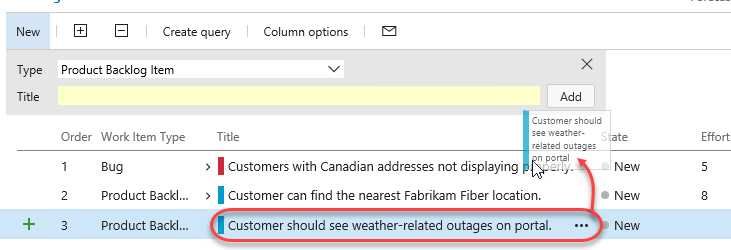 New Create query Column options
Type Product Backlog Item
Title Add
Customer should
see weather-
related outages
on portal
Order Work Item Type Title State Effort
1 Bug Customers with Canadian addresses not displaying properly. New 5
2 Product Backl... Customer can find the nearest Fabrikam Fiber location. New 8
3 Product Backl... Customer should see weather-related outages on portal. ... New